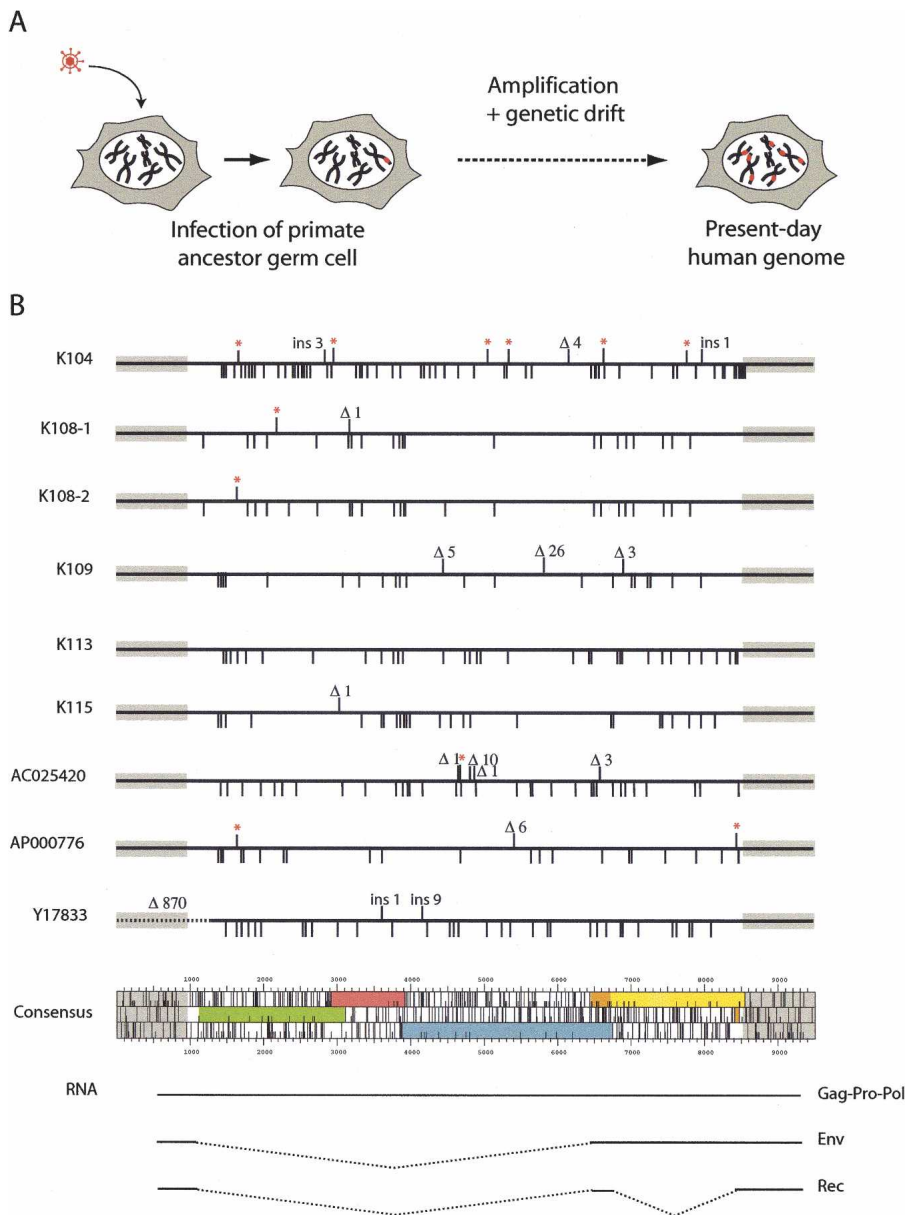 A
Amplification
+ genetic drift
Infection of primate
ancestor germ cell
Present-day
human genome
B
K104
* ins 3 * * * Δ 4 * * ins 1
K108-1
* Δ 1
K108-2
*
K109
Δ 5 Δ 26 Δ 3
K113
K115
Δ 1
AC025420
Δ 1 * Δ 10 Δ 1 Δ 3
AP000776
* Δ 6 *
Y17833
Δ 870 ins 1 ins 9
1000 2000 3000 4000 5000 6000 7000 8000 9000
Consensus
1000 2000 3000 4000 5000 6000 7000 8000 9000
RNA
Gag-Pro-Pol
Env
Rec